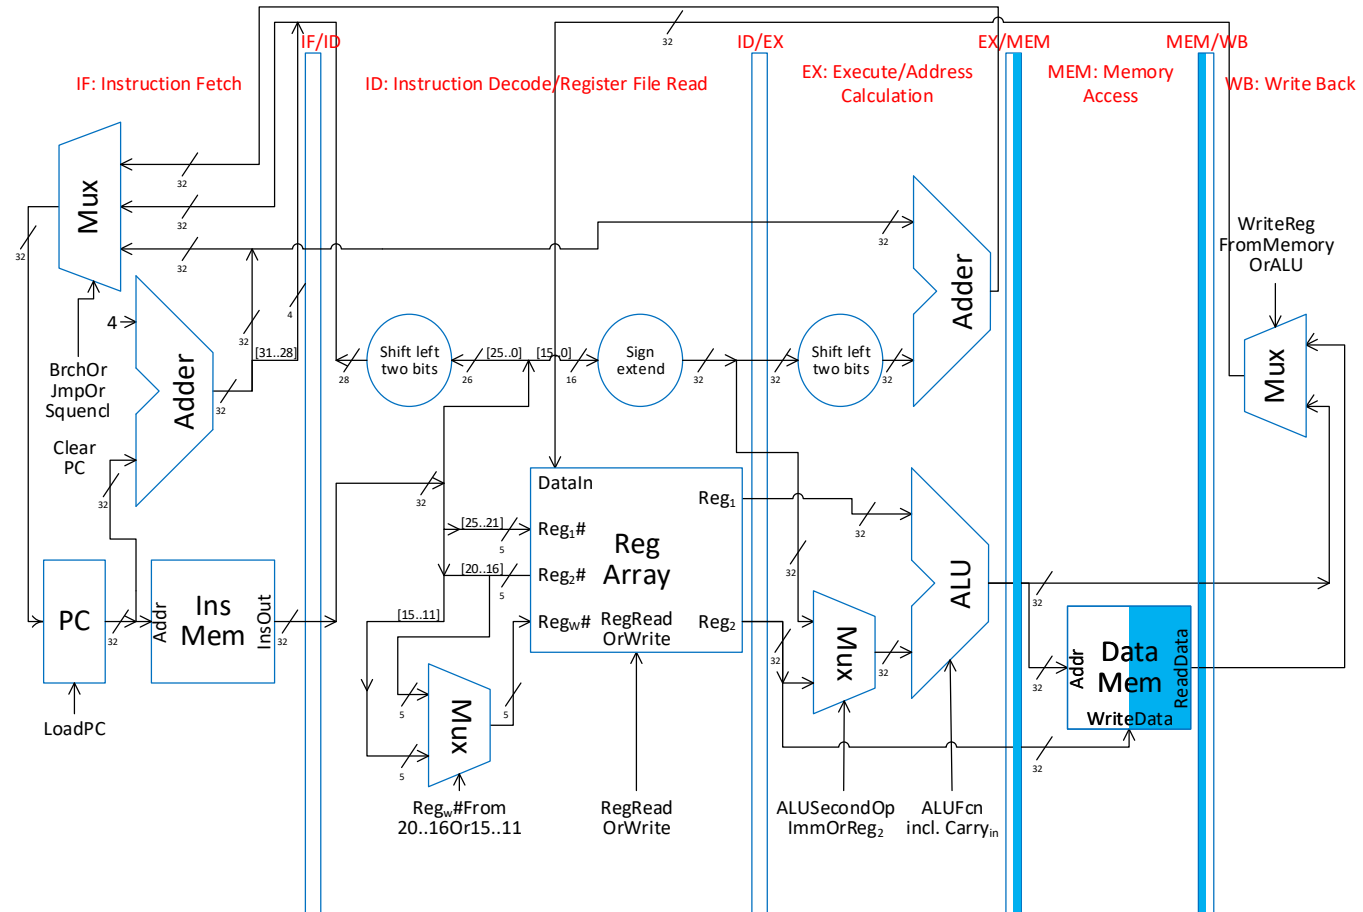 32
IF/ID
ID/EX
EX/MEM
MEM/WB
IF: Instruction Fetch
ID: Instruction Decode/Register File Read
EX: Execute/Address
Calculation
MEM: Memory
Access
WB: Write Back
Mux
32
32
32
32
BrchOr
JmpOr
Squencl
4
Adder
32
32
4
[31..28]
32
Clear
PC
PC
LoadPC
32
Addr
Ins
Mem
InsOut
32
28
Shift left
two bits
26
[25..0]
[15..0]
16
Sign
extend
32
32
Shift left
two bits
32
32
Adder
32
[25..21]
5
[20..16]
5
[15..11]
5
5
Mux
5
Regw#From
20..16Or15..11
DataIn
Reg1#
Reg2#
Regw#
Reg
Array
RegRead
OrWrite
Reg1
Reg2
RegRead
OrWrite
32
32
32
Mux
32
ALUSecondOp
ImmOrReg2
ALU
ALUFcn
incl. Carryin
32
32
32
Addr
Data
Mem
WriteData
ReadData
WriteReg
FromMemory
OrALU
Mux